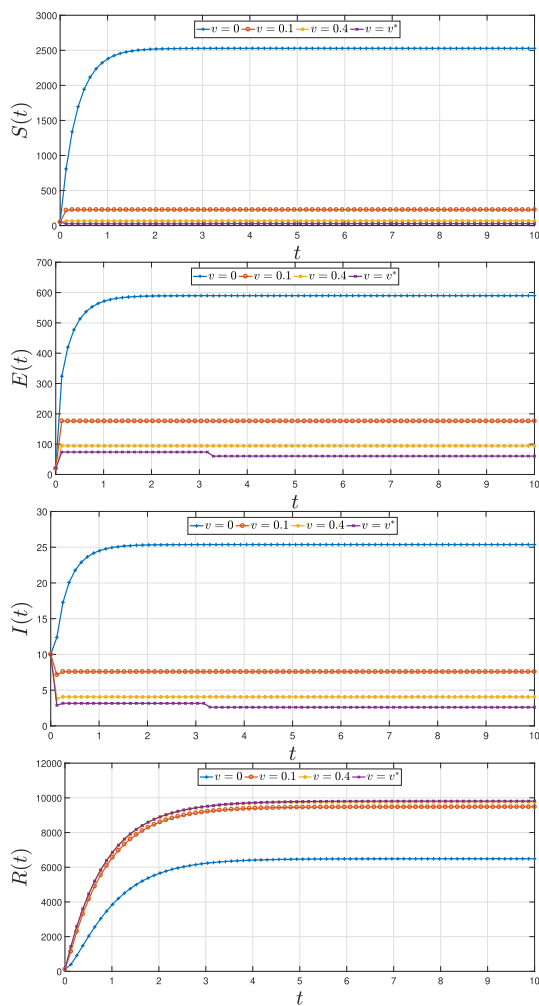 3000
v = 0 v = 0.1 v = 0.4 v = v*
2500
2000
1500
1000
500
0
S(t)
0 1 2 3 4 5 6 7 8 9 10
t
700
v = 0 v = 0.1 v = 0.4 v = v*
600
500
400
300
200
100
0
E(t)
0 1 2 3 4 5 6 7 8 9 10
t
30
v = 0 v = 0.1 v = 0.4 v = v*
25
20
15
10
5
0
I(t)
0 1 2 3 4 5 6 7 8 9 10
t
12000
v = 0 v = 0.1 v = 0.4 v = v*
10000
8000
6000
4000
2000
0
R(t)
0 1 2 3 4 5 6 7 8 9 10
t